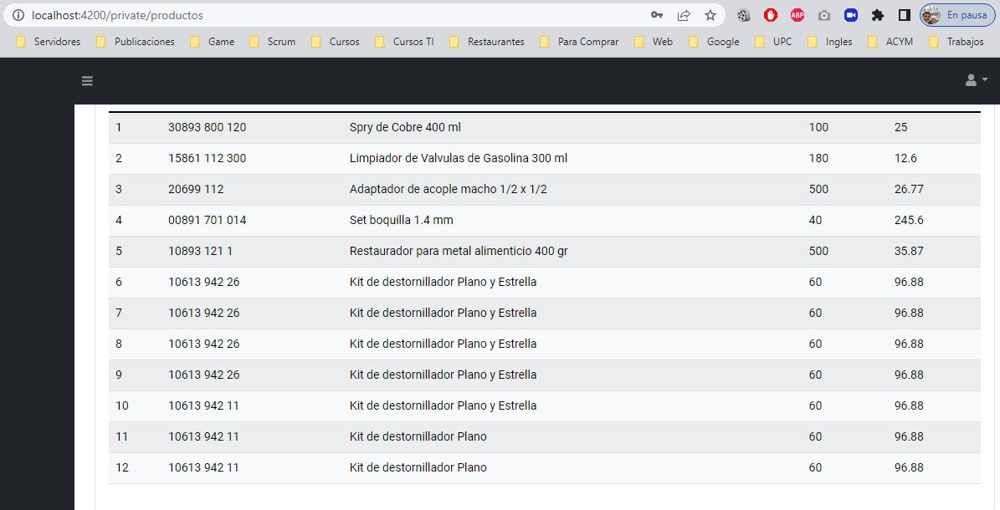 localhost:4200/private/productos
ABP
En pausa
Servidores Publicaciones Game Scrum Cursos Cursos TI Restaurantes Para Comprar Web Google UPC Ingles ACYM Trabajos
1 30893 800 120 Spry de Cobre 400 ml 100 25
2 15861 112 300 Limpiador de Valvulas de Gasolina 300 ml 180 12.6
3 20699 112 Adaptador de acople macho 1/2 x 1/2 500 26.77
4 00891 701 014 Set boquilla 1.4 mm 40 245.6
5 10893 121 1 Restaurador para metal alimenticio 400 gr 500 35.87
6 10613 942 26 Kit de destornillador Plano y Estrella 60 96.88
7 10613 942 26 Kit de destornillador Plano y Estrella 60 96.88
8 10613 942 26 Kit de destornillador Plano y Estrella 60 96.88
9 10613 942 26 Kit de destornillador Plano y Estrella 60 96.88
10 10613 942 11 Kit de destornillador Plano y Estrella 60 96.88
11 10613 942 11 Kit de destornillador Plano 60 96.88
12 10613 942 11 Kit de destornillador Plano 60 96.88